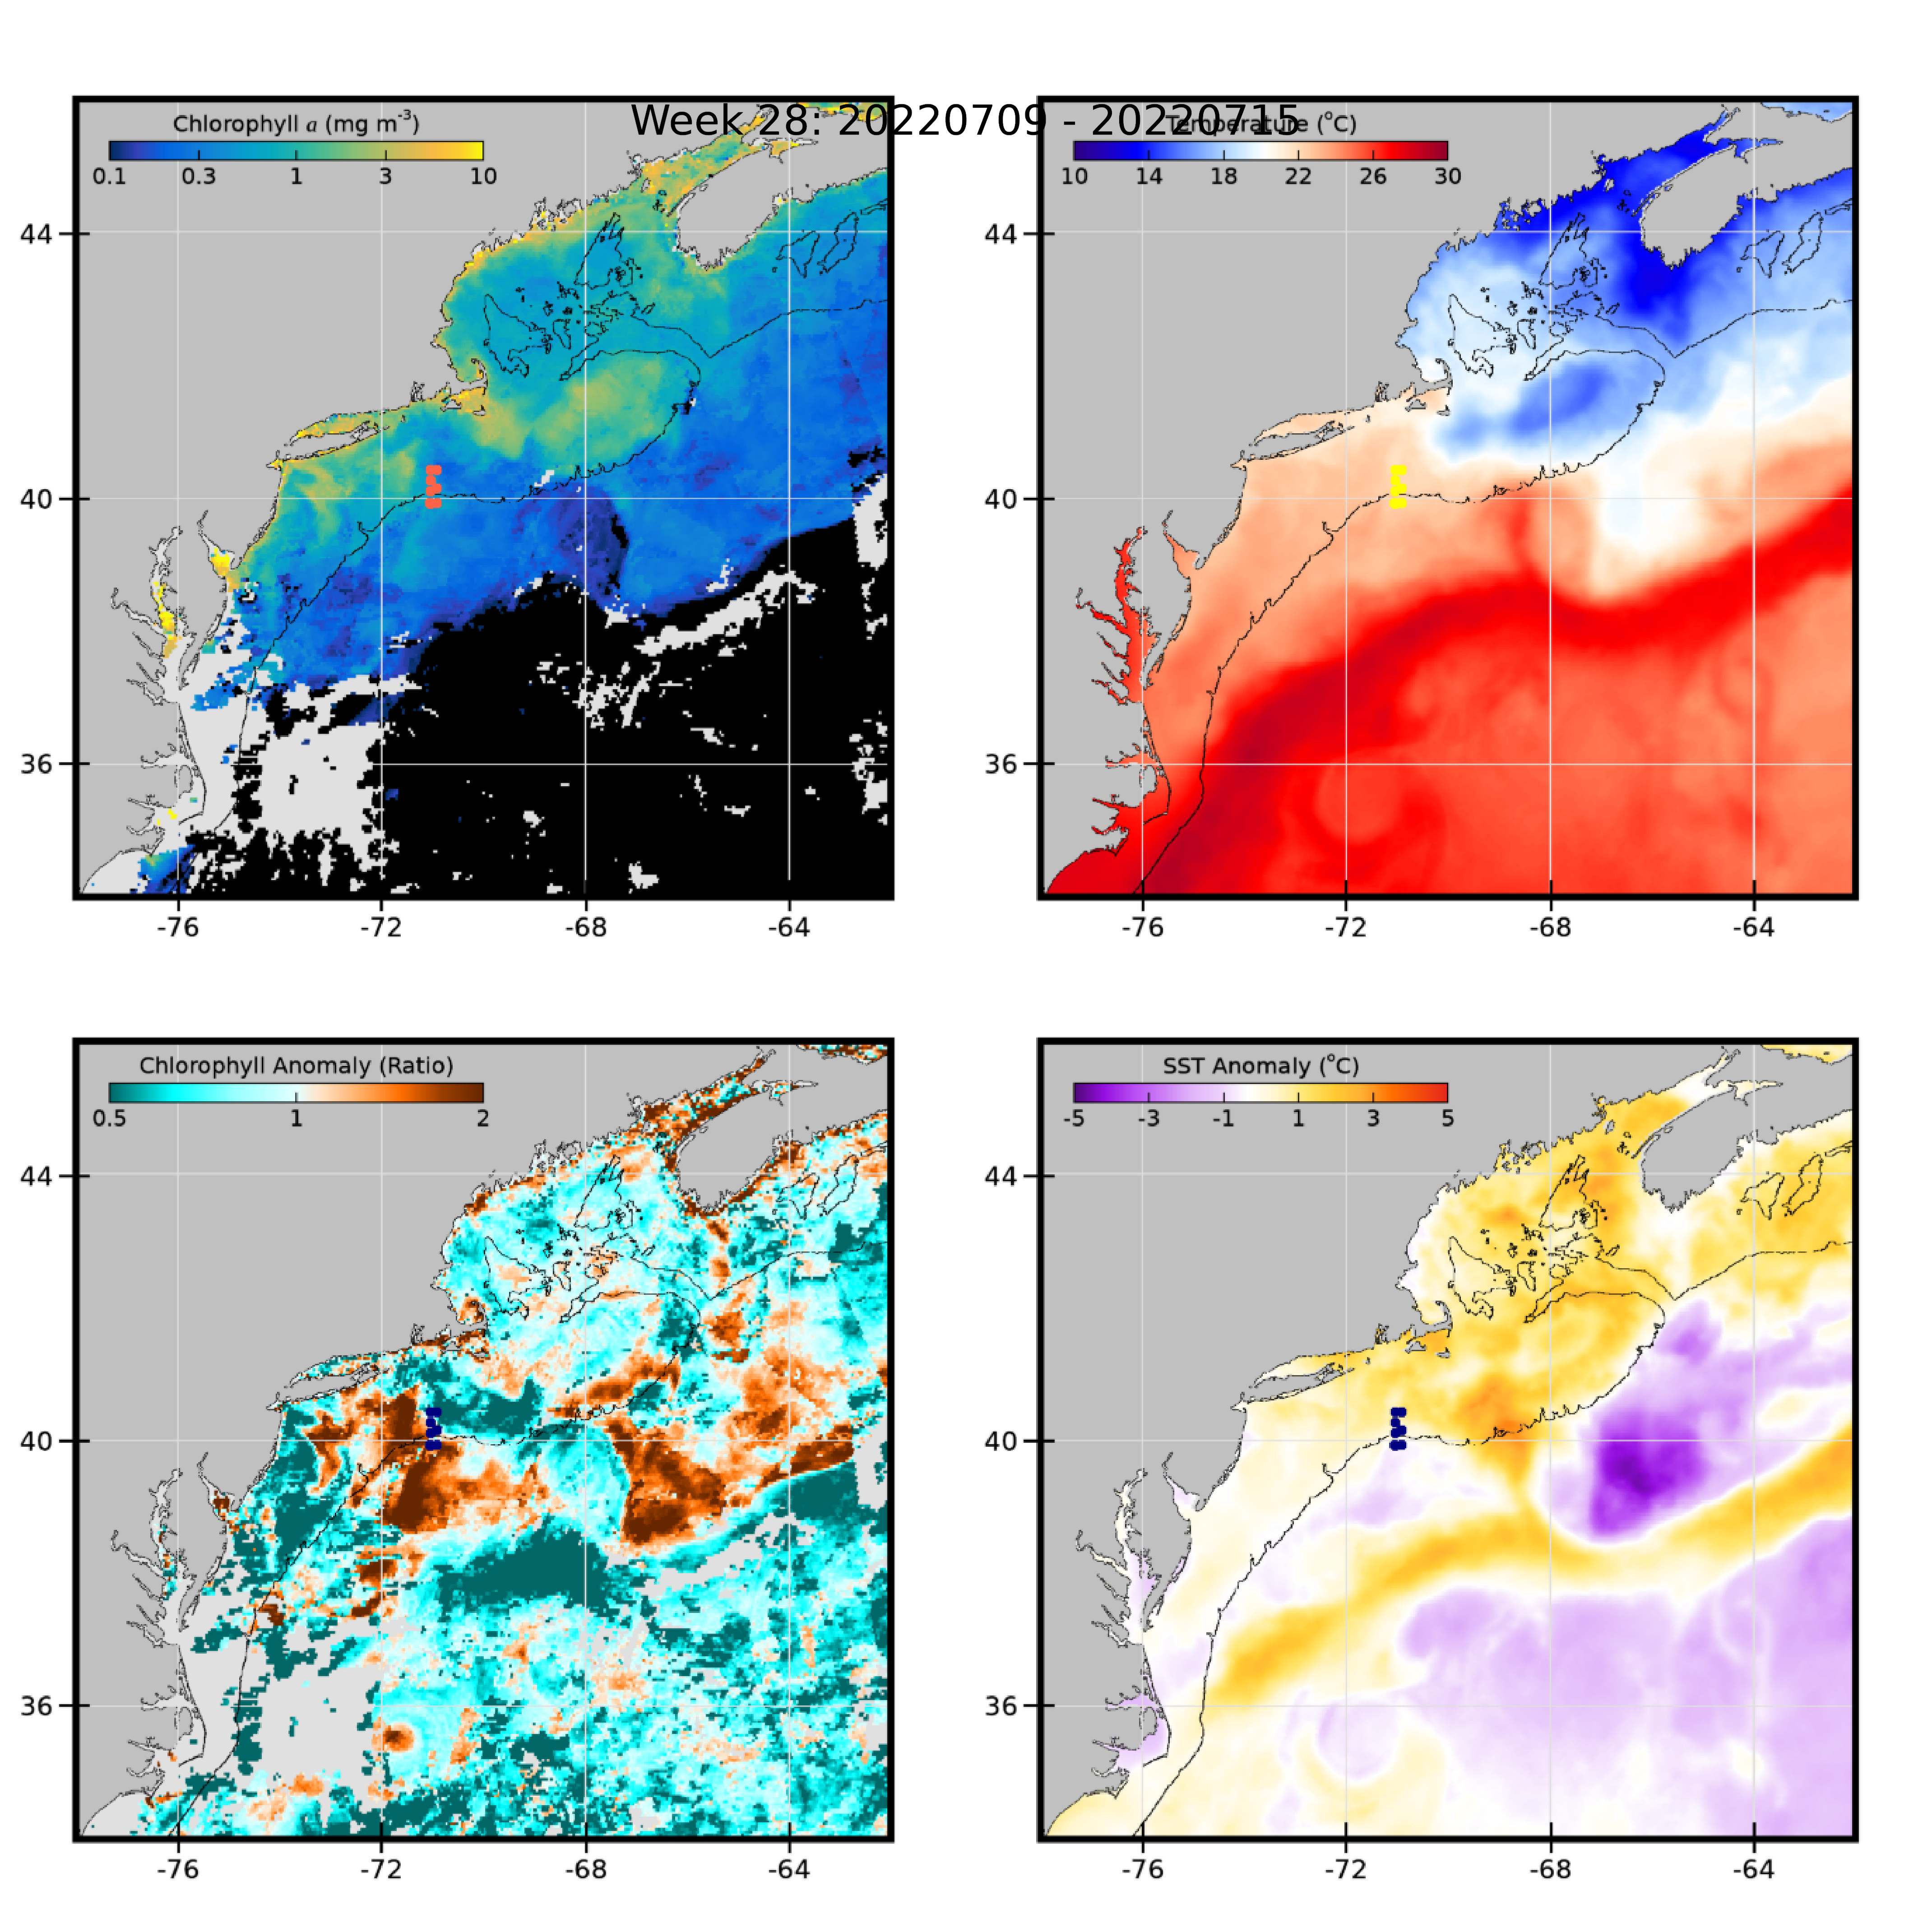 Week 28: 20220709 - 20220715
Chlorophyll a (mg m-3)
0.1 0.3 1 3 10
44
40
36
-76 -72 -68 -64
Temperature (oC)
10 14 18 22 26 30
44
40
36
-76 -72 -68 -64
Chlorophyll Anomaly (Ratio)
0.5 1 2
44
40
36
-76 -72 -68 -64
SST Anomaly (oC)
-5 -3 -1 1 3 5
44
40
36
-76 -72 -68 -64